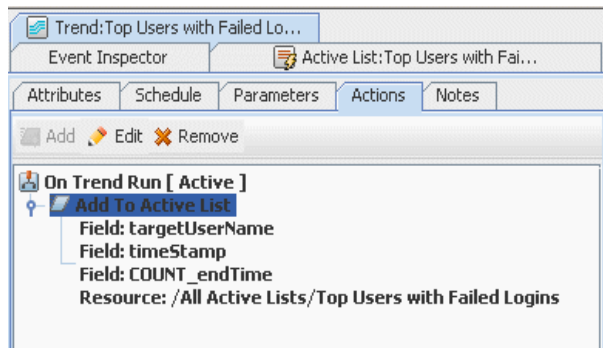 Trend:Top Users with Failed Lo...
Event Inspector Active List:Top Users with Fai...
Attributes Schedule Parameters Actions Notes
Add Edit Remove
On Trend Run [ Active ]
Add To Active List
Field: targetUserName
Field: timeStamp
Field: COUNT_endTime
Resource: /All Active Lists/Top Users with Failed Logins